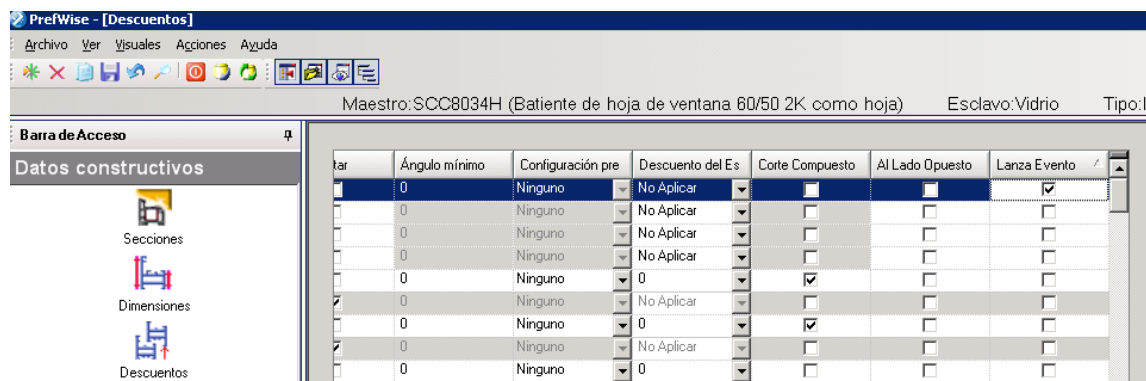 PrefWise - [Descuentos]
Archivo Ver Visuales Acciones Ayuda
Maestro:SCC8034H (Batiente de hoja de ventana 60/50 2K como hoja) Esclavo:Vidrio Tipo:
Barra de Acceso
Datos constructivos
Secciones
Dimensiones
Descuentos
tar Ángulo mínimo Configuración pre Descuento del Es Corte Compuesto Al Lado Opuesto Lanza Evento
0 Ninguno No Aplicar
0 Ninguno No Aplicar
0 Ninguno No Aplicar
0 Ninguno No Aplicar
0 Ninguno 0
0 Ninguno No Aplicar
0 Ninguno 0
0 Ninguno No Aplicar
0 Ninguno 0